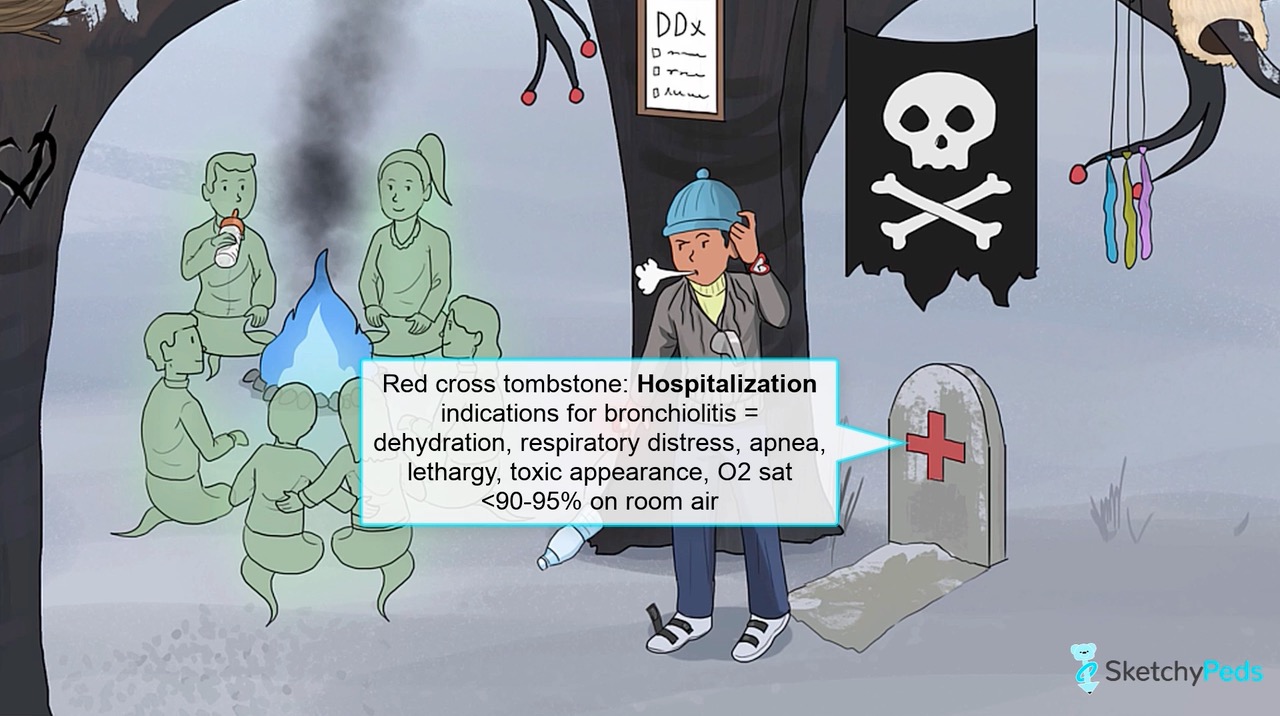 DDx
Red cross tombstone: Hospitalization
indications for bronchiolitis =
dehydration, respiratory distress, apnea,
lethargy, toxic appearance, O2 sat
<90-95% on room air
SketchyPeds